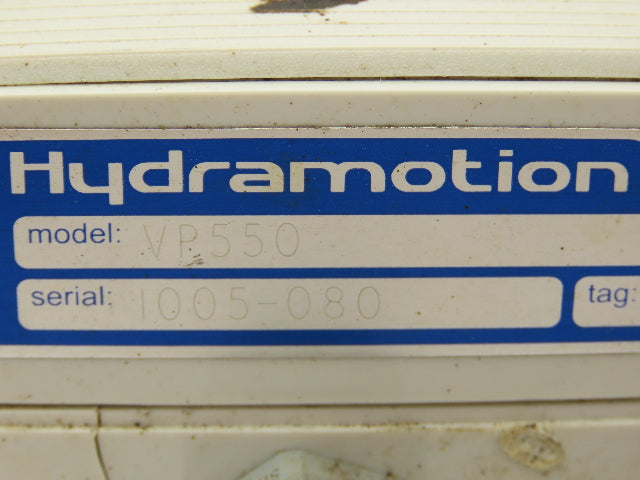 Hydramotion
model: VP550
serial: 1005-080 tag: